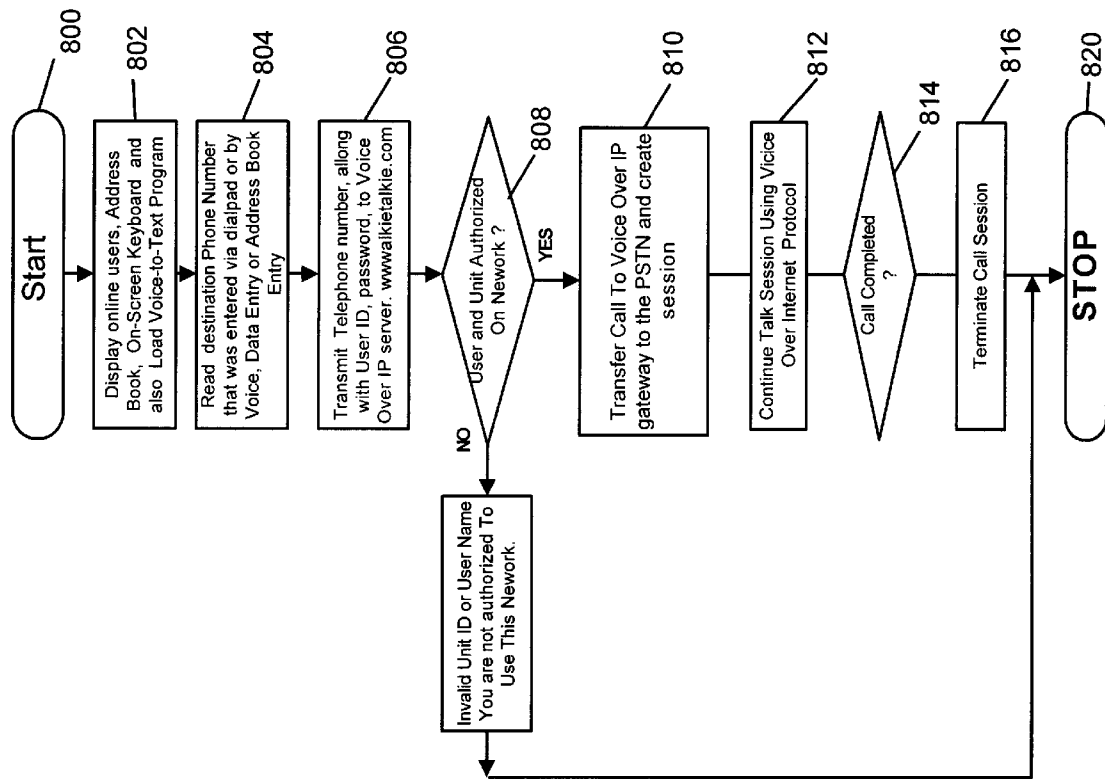 Start
800
Display online users, Address
Book, On-Screen Keyboard and
also Load Voice-to-Text Program
802
Read destination Phone Number
that was entered via dialpad or by
Voice, Data Entry or Address Book
Entry
804
Transmit Telephone number, allong
with User ID, password, to Voice
Over IP server. wwwalkietalkie.com
806
User and Unit Authorized
On Nework ?
808
NO
YES
Invalid Unit ID or User Name
You are not authorized To
Use This Nework.
Transfer Call To Voice Over IP
gateway to the PSTN and create
session
810
Continue Talk Session Using Vicice
Over Internet Protocol
812
Call Completed
?
814
Terminate Call Session
816
STOP
820